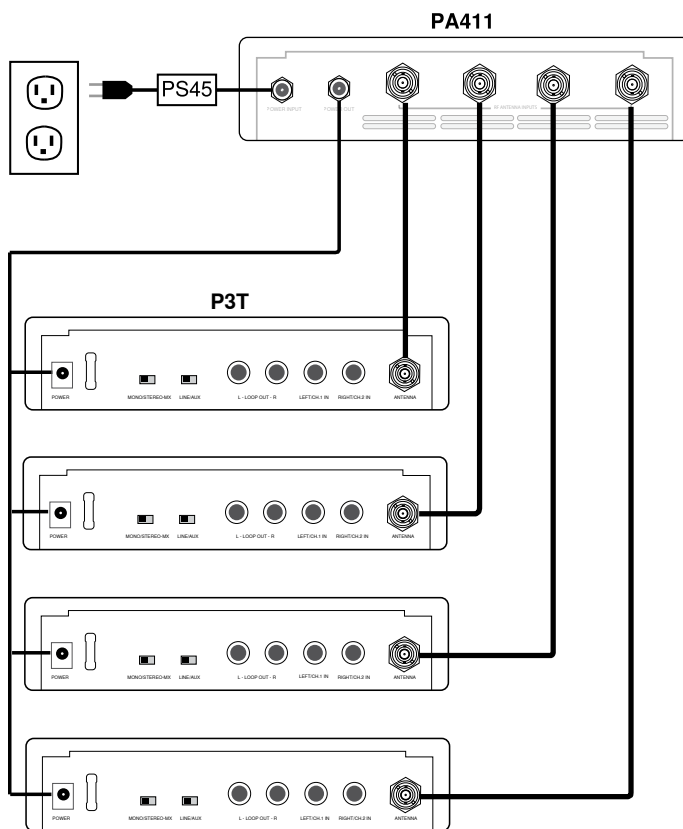 PA411
PS45
POWER INPUT
POWER OUT
RF ANTENNA INPUTS
P3T
POWER MONO/STEREO-MX LINE/AUX L - LOOP OUT - R LEFT/CH.1 IN RIGHT/CH.2 IN ANTENNA
POWER MONO/STEREO-MX LINE/AUX L - LOOP OUT - R LEFT/CH.1 IN RIGHT/CH.2 IN ANTENNA
POWER MONO/STEREO-MX LINE/AUX L - LOOP OUT - R LEFT/CH.1 IN RIGHT/CH.2 IN ANTENNA
POWER MONO/STEREO-MX LINE/AUX L - LOOP OUT - R LEFT/CH.1 IN RIGHT/CH.2 IN ANTENNA